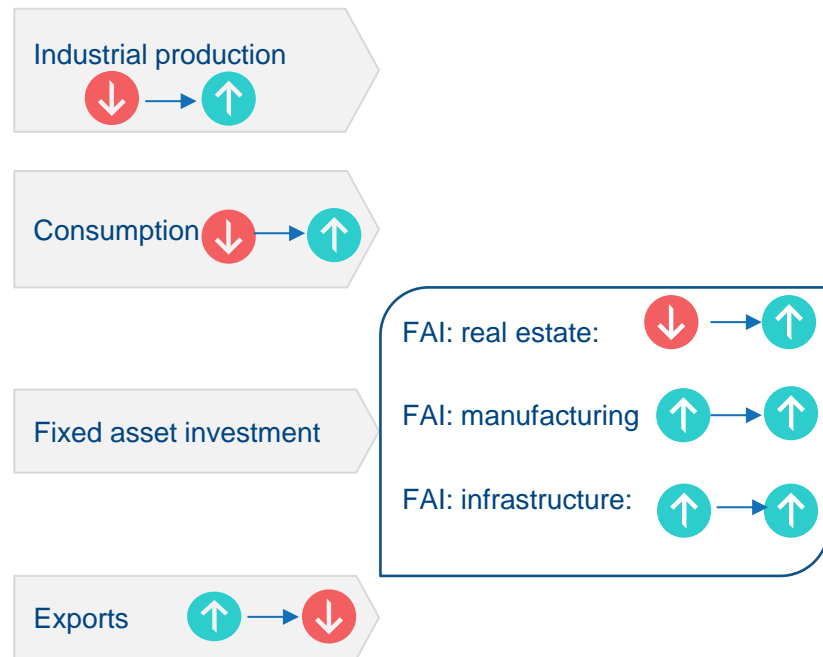 Industrial production
Consumption
FAI: real estate:
FAI: manufacturing
Fixed asset investment
FAI: infrastructure:
Exports